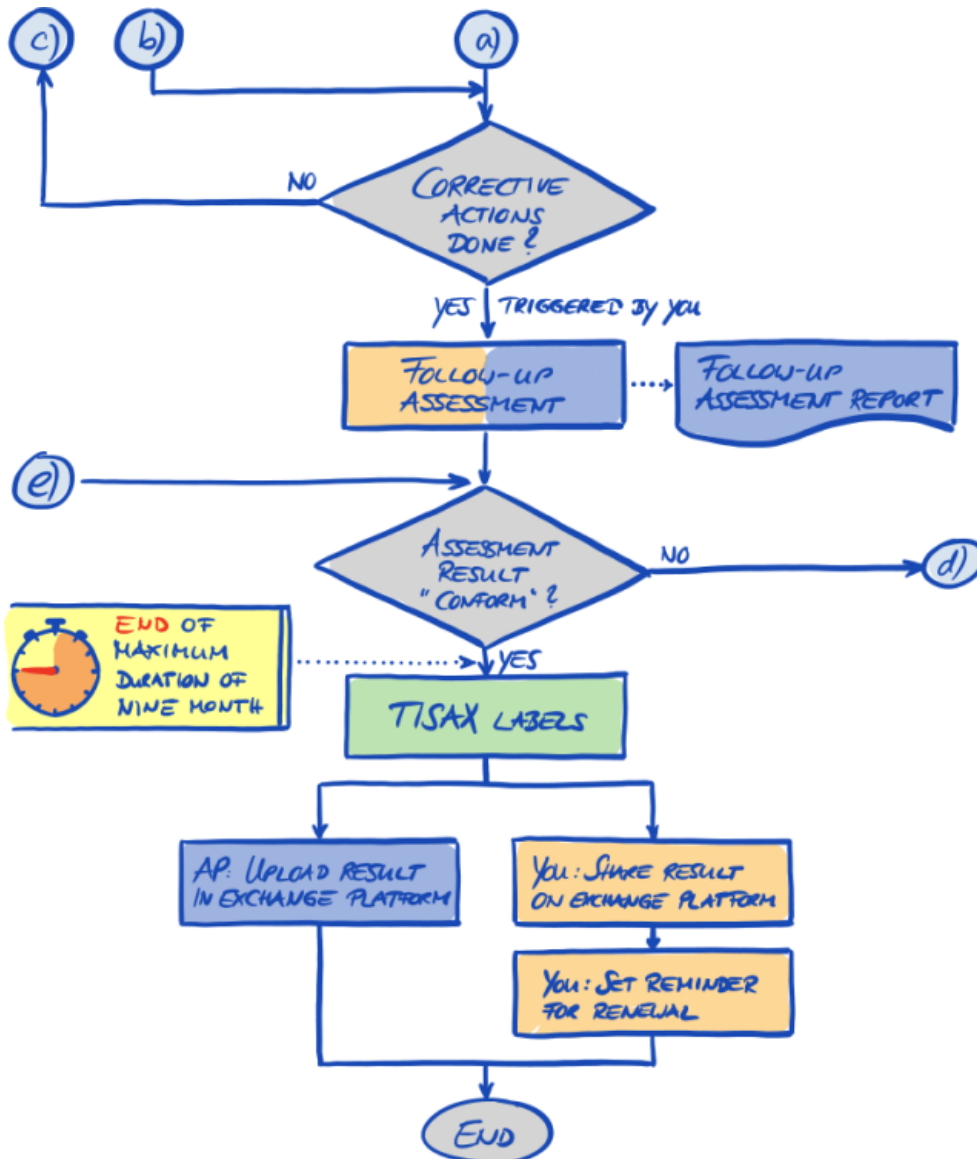 c)
b)
a)
NO
CORRECTIVE
ACTIONS
DONE?
YES
TRIGGERED BY YOU
FOLLOW-UP
ASSESSMENT
FOLLOW-UP
ASSESSMENT REPORT
e)
ASSESSMENT
RESULT
"CONFORM"?
NO
d)
END OF
MAXIMUM
DURATION OF
NINE MONTH
YES
TISAX LABELS
AP: UPLOAD RESULT
IN EXCHANGE PLATFORM
YOU: SHARE RESULT
ON EXCHANGE PLATFORM
YOU: SET REMINDER
FOR RENEWAL
END